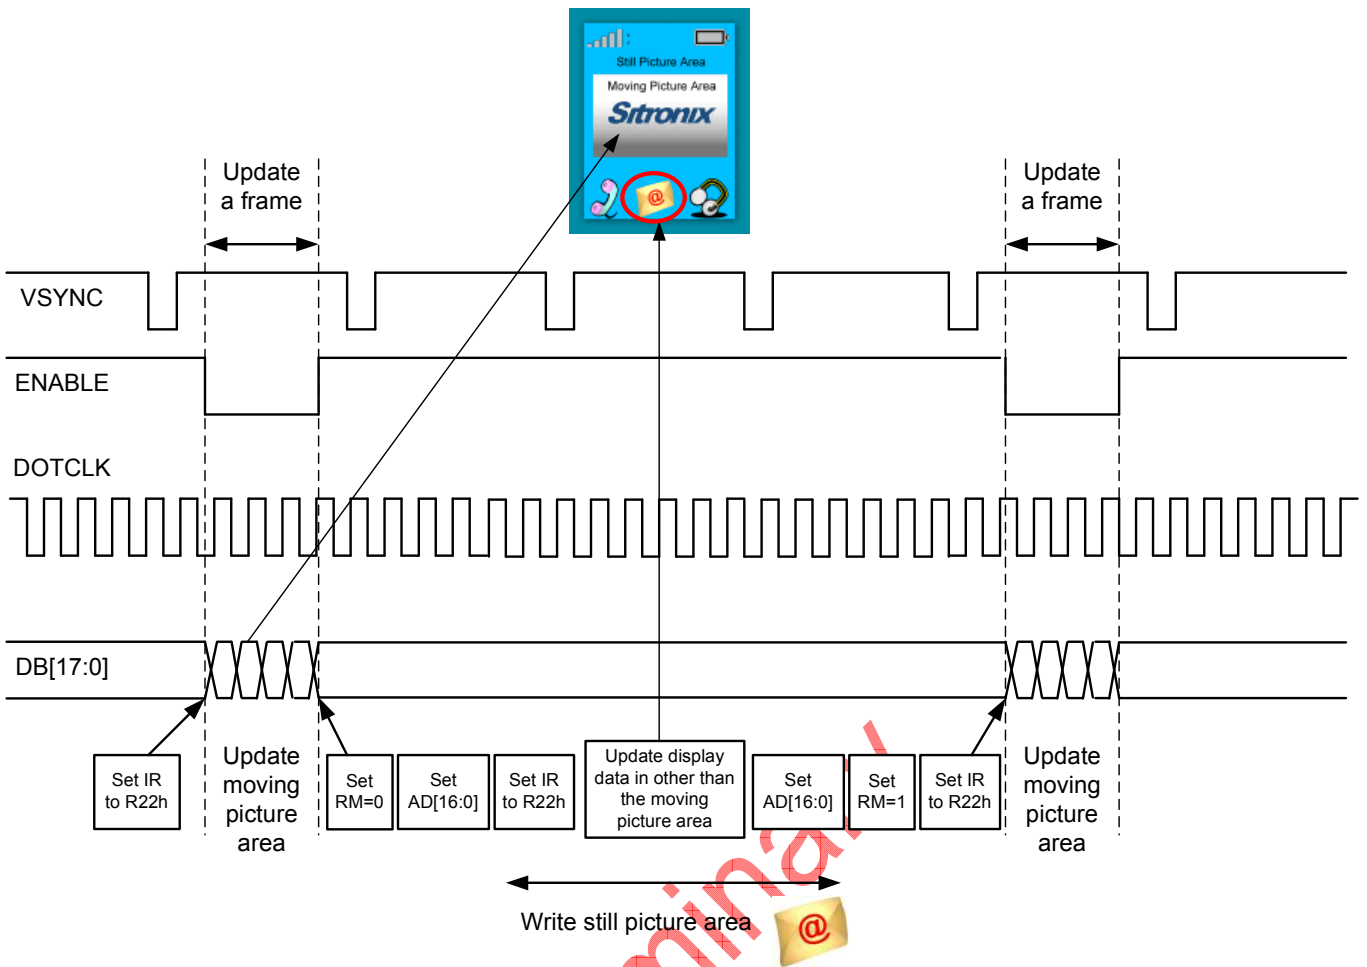 Still Picture Area
Moving Picture Area
Sitronix
@
Update
a frame
Update
a frame
VSYNC
ENABLE
DOTCLK
DB[17:0]
Set IR
to R22h
Update
moving
picture
area
Set
RM=0
Set
AD[16:0]
Set IR
to R22h
Update display
data in other than
the moving
picture area
Set
AD[16:0]
Set
RM=1
Set IR
to R22h
Update
moving
picture
area
Write still picture area
@
minary